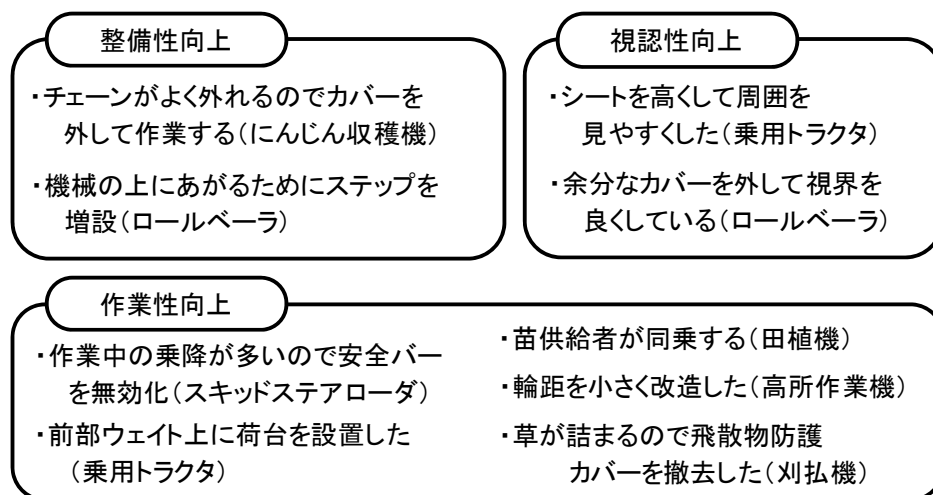 整備性向上
・チェーンがよく外れるのでカバーを
外して作業する(にんじん収穫機)
・機械の上にあがるためにステップを
増設(ロールベーラ)
視認性向上
・シートを高くして周囲を
見やすくした(乗用トラクタ)
・余分なカバーを外して視界を
良くしている(ロールベーラ)
作業性向上
・作業中の乗降が多いので安全バー
を無効化(スキッドステアローダ)
・前部ウェイト上に荷台を設置した
(乗用トラクタ)
・苗供給者が同乗する(田植機)
・輪距を小さく改造した(高所作業機)
・草が詰まるので飛散物防護
カバーを撤去した(刈払機)